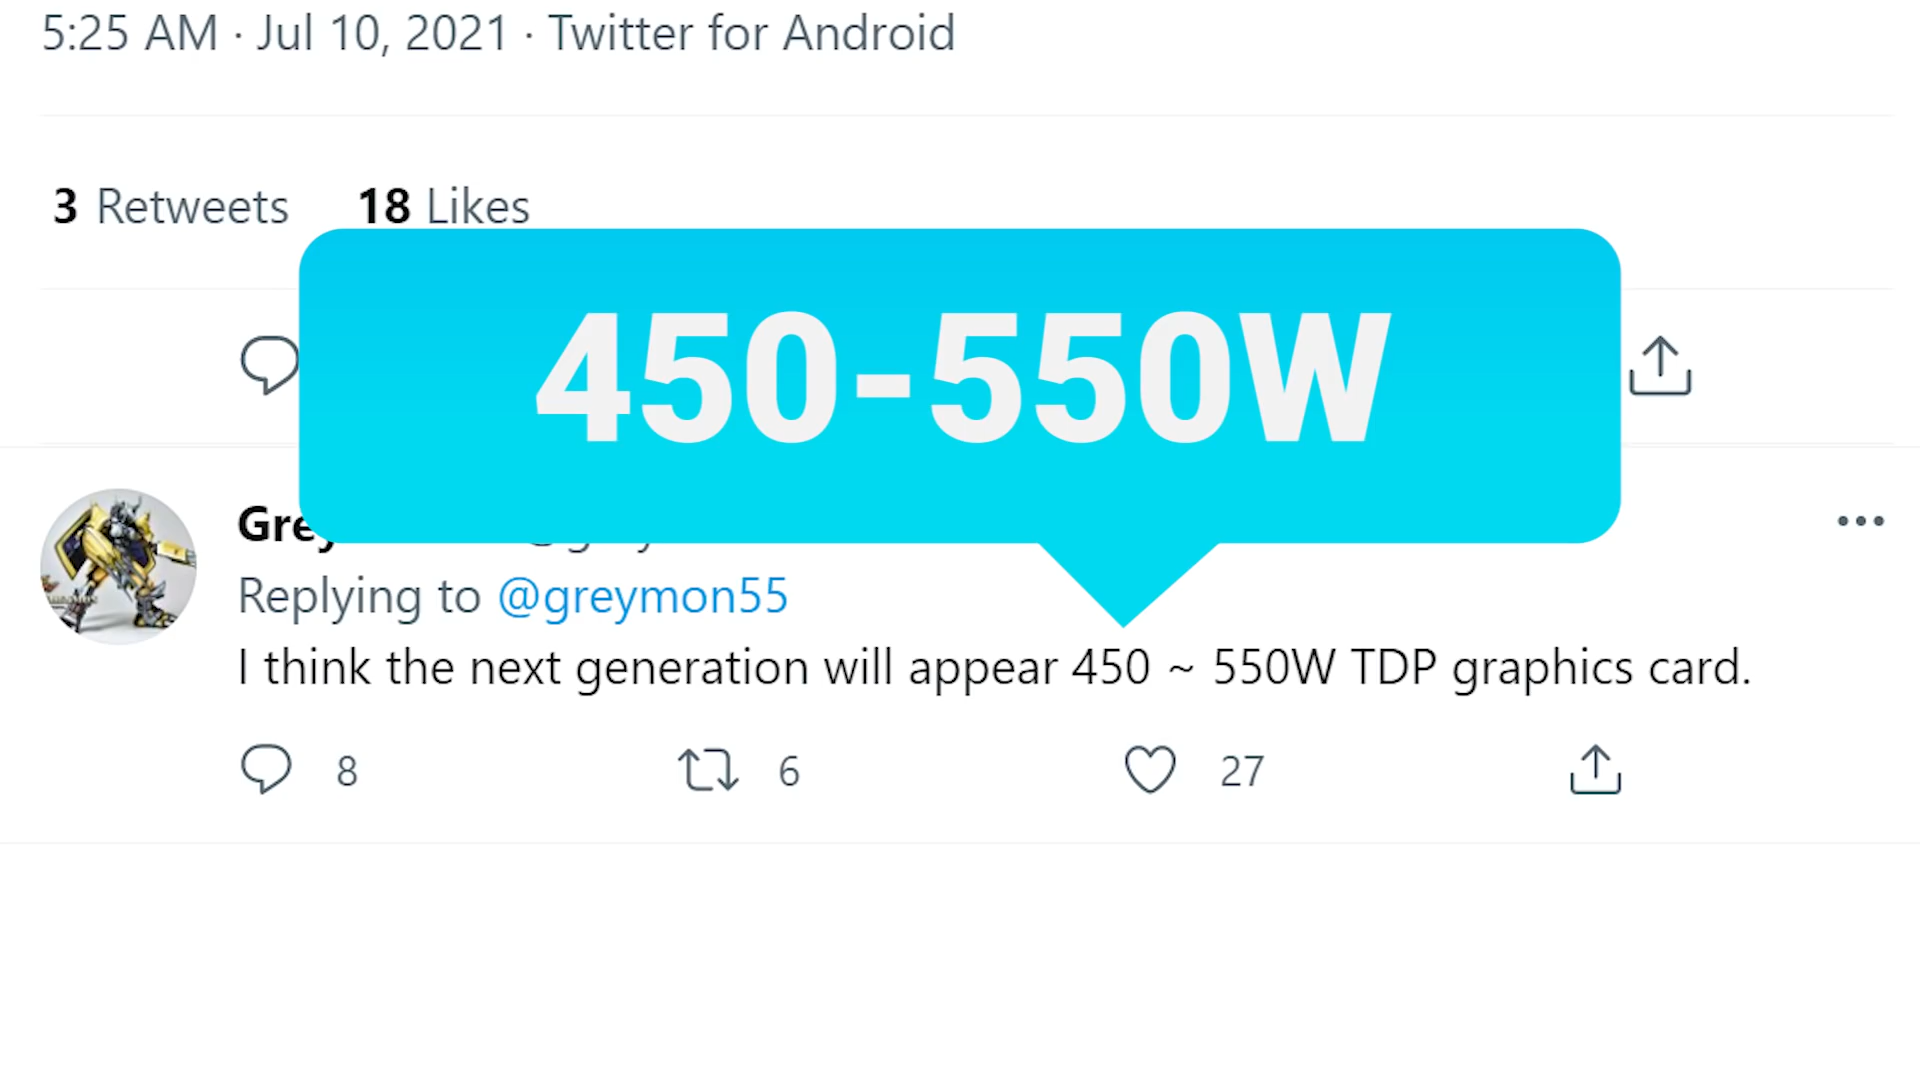 5:25 AM · Jul 10, 2021 · Twitter for Android
3 Retweets 18 Likes
450-550W
Replying to @greymon55
I think the next generation will appear 450 ~ 550W TDP graphics card.
8 6 27